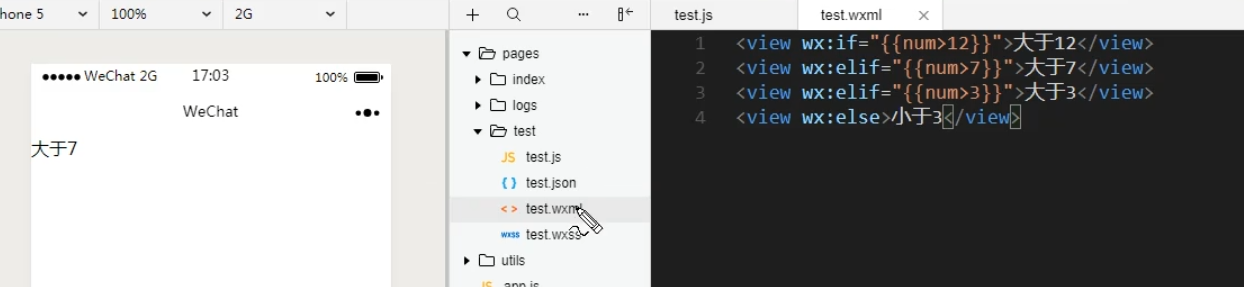 hone 5 100% 2G
WeChat 2G 17:03 100%
WeChat
大于7
pages
index
logs
test
test.js
test.json
test.wxml
test.wxss
utils
app.js
test.js test.wxml
1 <view wx:if="{{num>12}}">大于12</view>
2 <view wx:elif="{{num>7}}">大于7</view>
3 <view wx:elif="{{num>3}}">大于3</view>
4 <view wx:else>小于3</view>